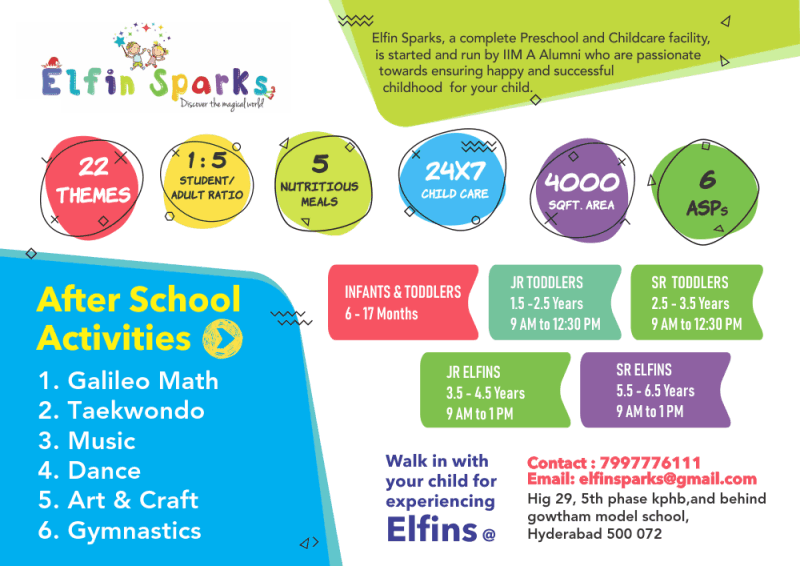 Elfin Sparks
Discover the magical world
Elfin Sparks, a complete Preschool and Childcare facility,
is started and run by IIM A Alumni who are passionate
towards ensuring happy and successful
childhood for your child.
22
THEMES
1:5
STUDENT/
ADULT RATIO
5
NUTRITIOUS
MEALS
24X7
CHILD CARE
4000
SQFT. AREA
6
ASPs
After School
Activities
1. Galileo Math
2. Taekwondo
3. Music
4. Dance
5. Art & Craft
6. Gymnastics
INFANTS & TODDLERS
6 - 17 Months
JR TODDLERS
1.5 -2.5 Years
9 AM to 12:30 PM
SR TODDLERS
2.5 - 3.5 Years
9 AM to 12:30 PM
JR ELFINS
3.5 - 4.5 Years
9 AM to 1 PM
SR ELFINS
5.5 - 6.5 Years
9 AM to 1 PM
Walk in with
your child for
experiencing
Elfins @
Contact : 7997776111
Email: elfinsparks@gmail.com
Hig 29, 5th phase kphb,and behind
gowtham model school,
Hyderabad 500 072